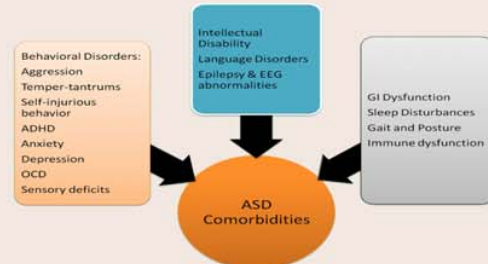 Behavioral Disorders:
Aggression
Temper-tantrums
Self-injurious
behavior
ADHD
Anxiety
Depression
OCD
Sensory deficits
Intellectual
Disability
Language Disorders
Epilepsy & EEG
abnormalities
GI Dysfunction
Sleep Disturbances
Gait and Posture
Immune dysfunction
ASD
Comorbidities